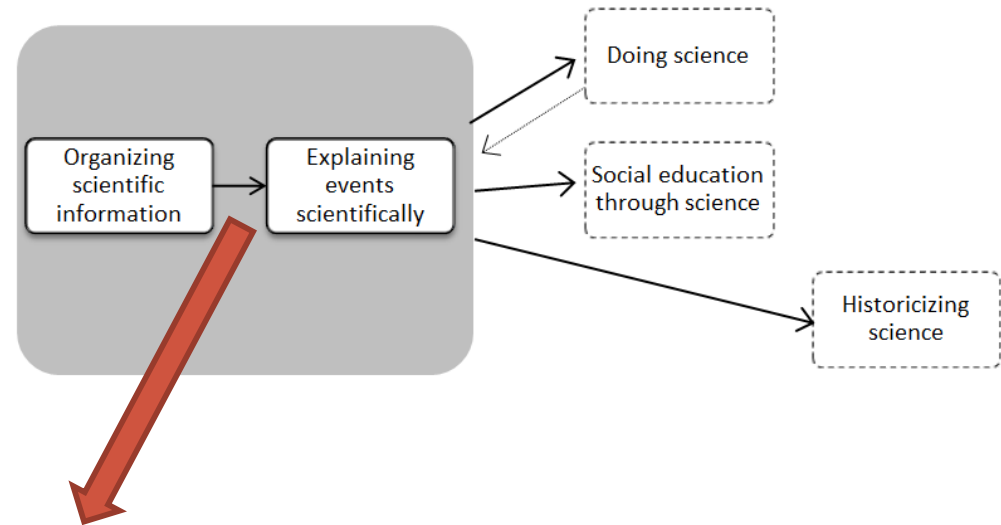 Doing science
Organizing
scientific
information
Explaining
events
scientifically
Social education
through science
Historicizing
science